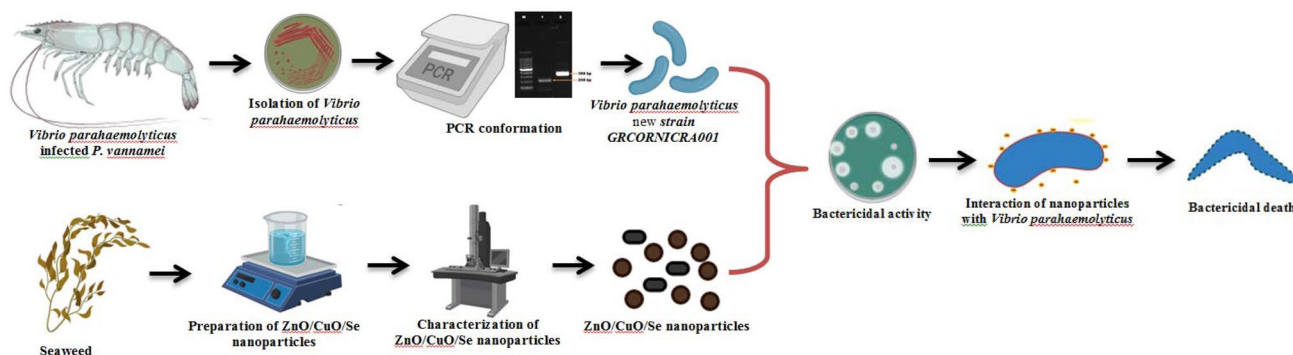 Vibrio parahaemolyticus
infected P. vannamei
Isolation of Vibrio
parahaemolyticus
PCR
PCR conformation
Vibrio parahaemolyticus
new strain
GRCORNICRA001
Bactericidal activity
Interaction of nanoparticles
with Vibrio parahaemolyticus
Bactericidal death
Seaweed
Preparation of ZnO/CuO/Se
nanoparticles
Characterization of
ZnO/CuO/Se nanoparticles
ZnO/CuO/Se nanoparticles